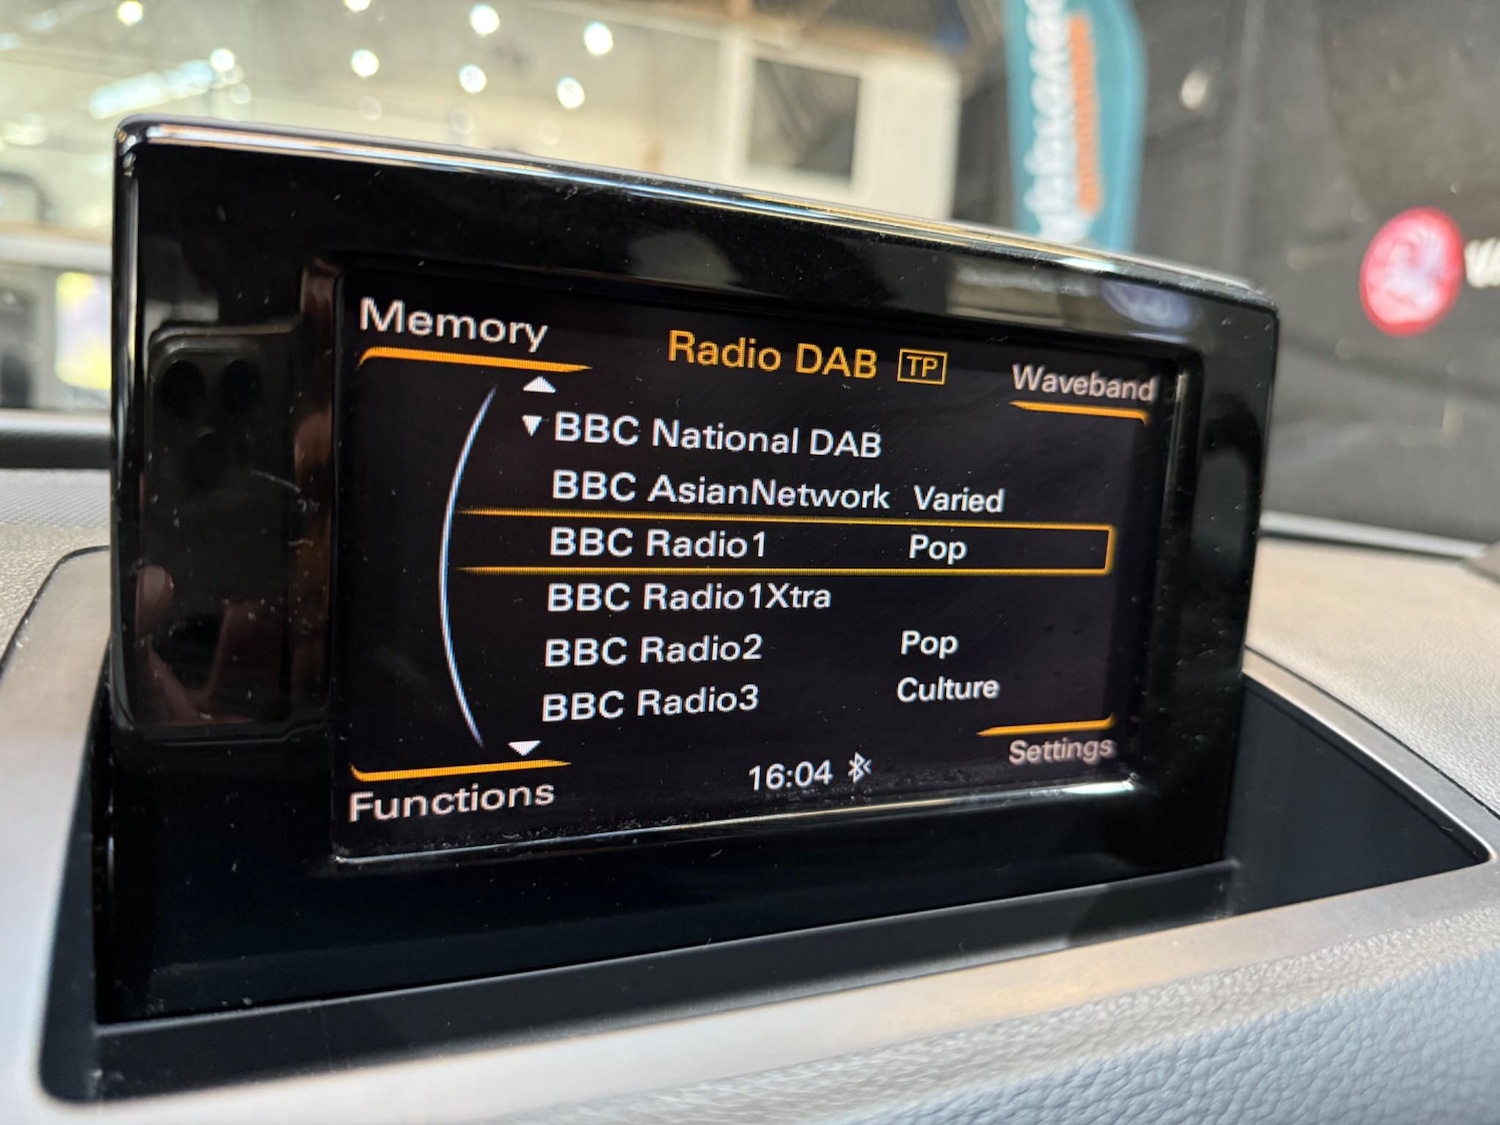 Memory
Radio DAB TP
Waveband
BBC National DAB
BBC AsianNetwork Varied
BBC Radio1 Pop
BBC Radio1Xtra
BBC Radio2 Pop
BBC Radio3 Culture
Functions
16:04
Settings